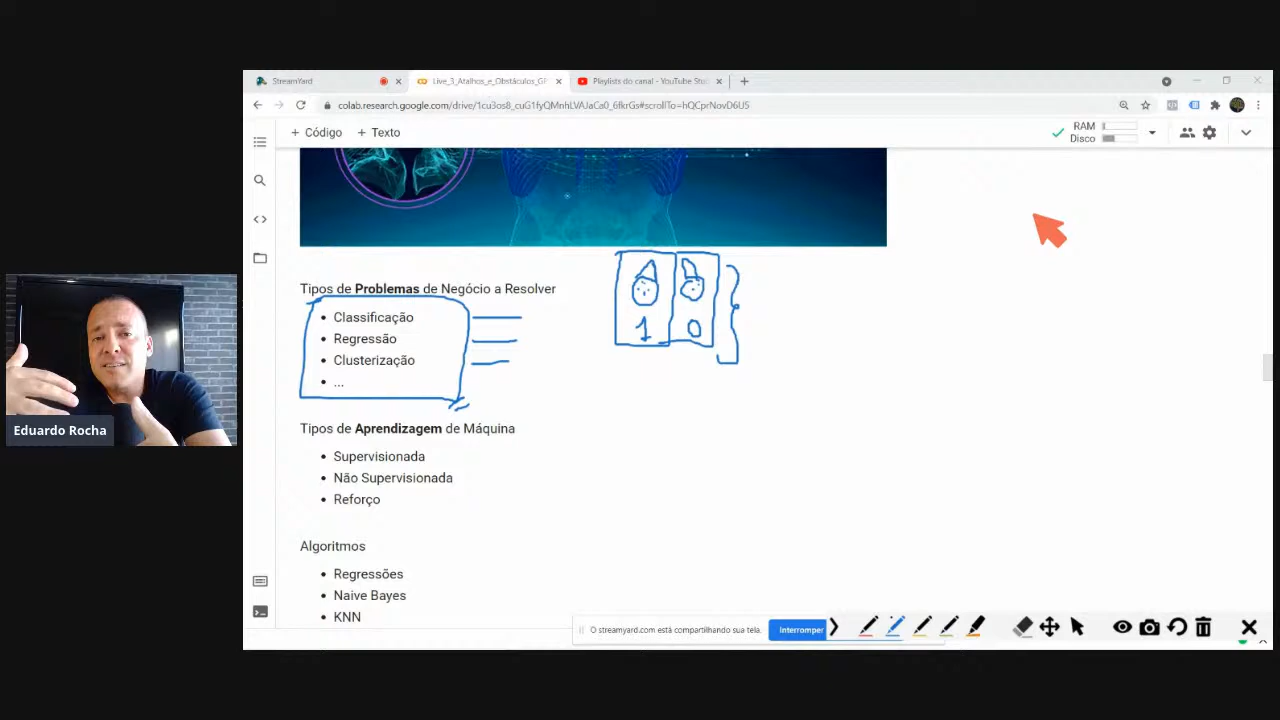 StreamYard
Live_3_Atalhos_e_Obstáculos_GF
Playlists do canal - YouTube Stu
colab.research.google.com/drive/1cu3os8_cuG1fyQMnhLVAJaCa0_6fkrGs#scrollTo=hQCprNovD6U5
+ Código + Texto
RAM
Disco
Tipos de Problemas de Negócio a Resolver
Classificação
Regressão
Clusterização
...
1 0
Tipos de Aprendizagem de Máquina
Supervisionada
Não Supervisionada
Reforço
Algoritmos
Regressões
Naive Bayes
KNN
Eduardo Rocha
O streamyard.com está compartilhando sua tela.
Interromper